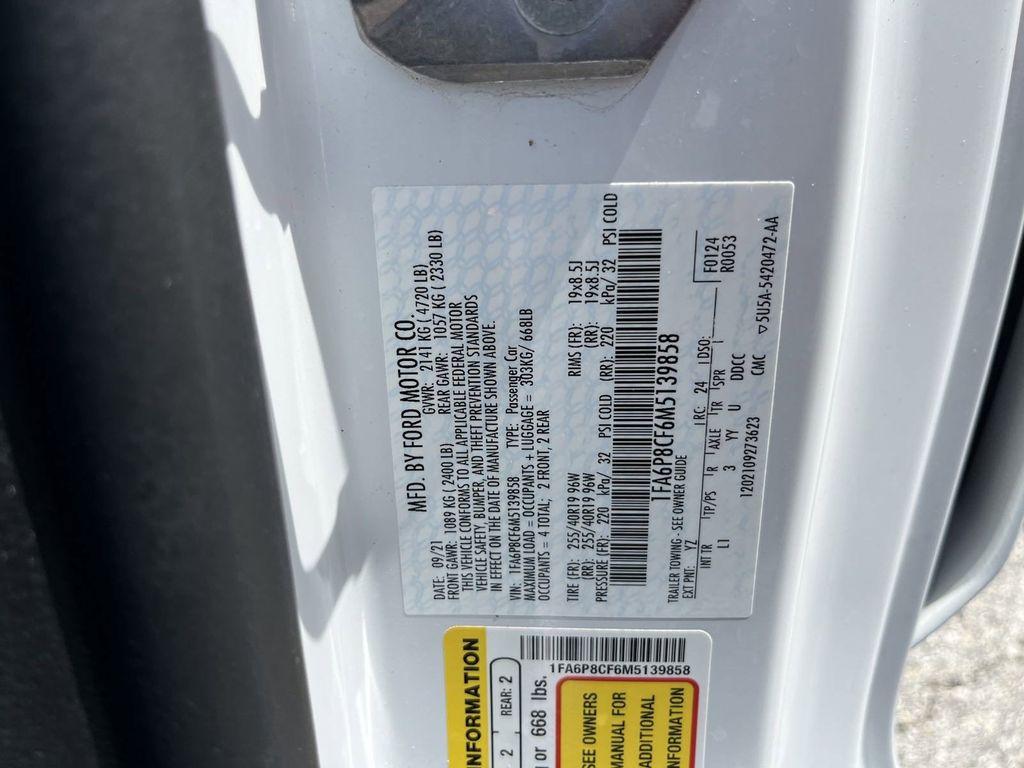 MFD. BY FORD MOTOR CO.
DATE: 09/21 GVWR: 2141 KG ( 4720 LB)
FRONT GAWR: 1089 KG ( 2400 LB) REAR GAWR: 1057 KG ( 2330 LB)
THIS VEHICLE CONFORMS TO ALL APPLICABLE FEDERAL MOTOR
VEHICLE SAFETY, BUMPER, AND THEFT PREVENTION STANDARDS
IN EFFECT ON THE DATE OF MANUFACTURE SHOWN ABOVE.
VIN: 1FA6P8CF6M5139858 TYPE: Passenger Car
MAXIMUM LOAD = OCCUPANTS + LUGGAGE = 303KG/ 668LB
OCCUPANTS = 4 TOTAL; 2 FRONT, 2 REAR
TIRE (FR): 255/40R19 96W RIMS (FR): 19x8.5J
(RR): 255/40R19 96W (RR): 19x8.5J
PRESSURE (FR): 220 kPa/ 32 PSI COLD (RR): 220 kPa/ 32 PSI COLD
1FA6P8CF6M5139858
TRAILER TOWING - SEE OWNER GUIDE
EXT PNT: YZ RC: 24 DSO: F0124
R0053
INT TR TP/PS R AXLE TR SPR
L1 3 YY U DDCC
1202109273623 CMC ▽5U5A-5420472-AA
INFORMATION
2 REAR: 2
or 668 lbs.
1FA6P8CF6M5139858
SEE OWNERS
MANUAL FOR
ADDITIONAL
INFORMATION